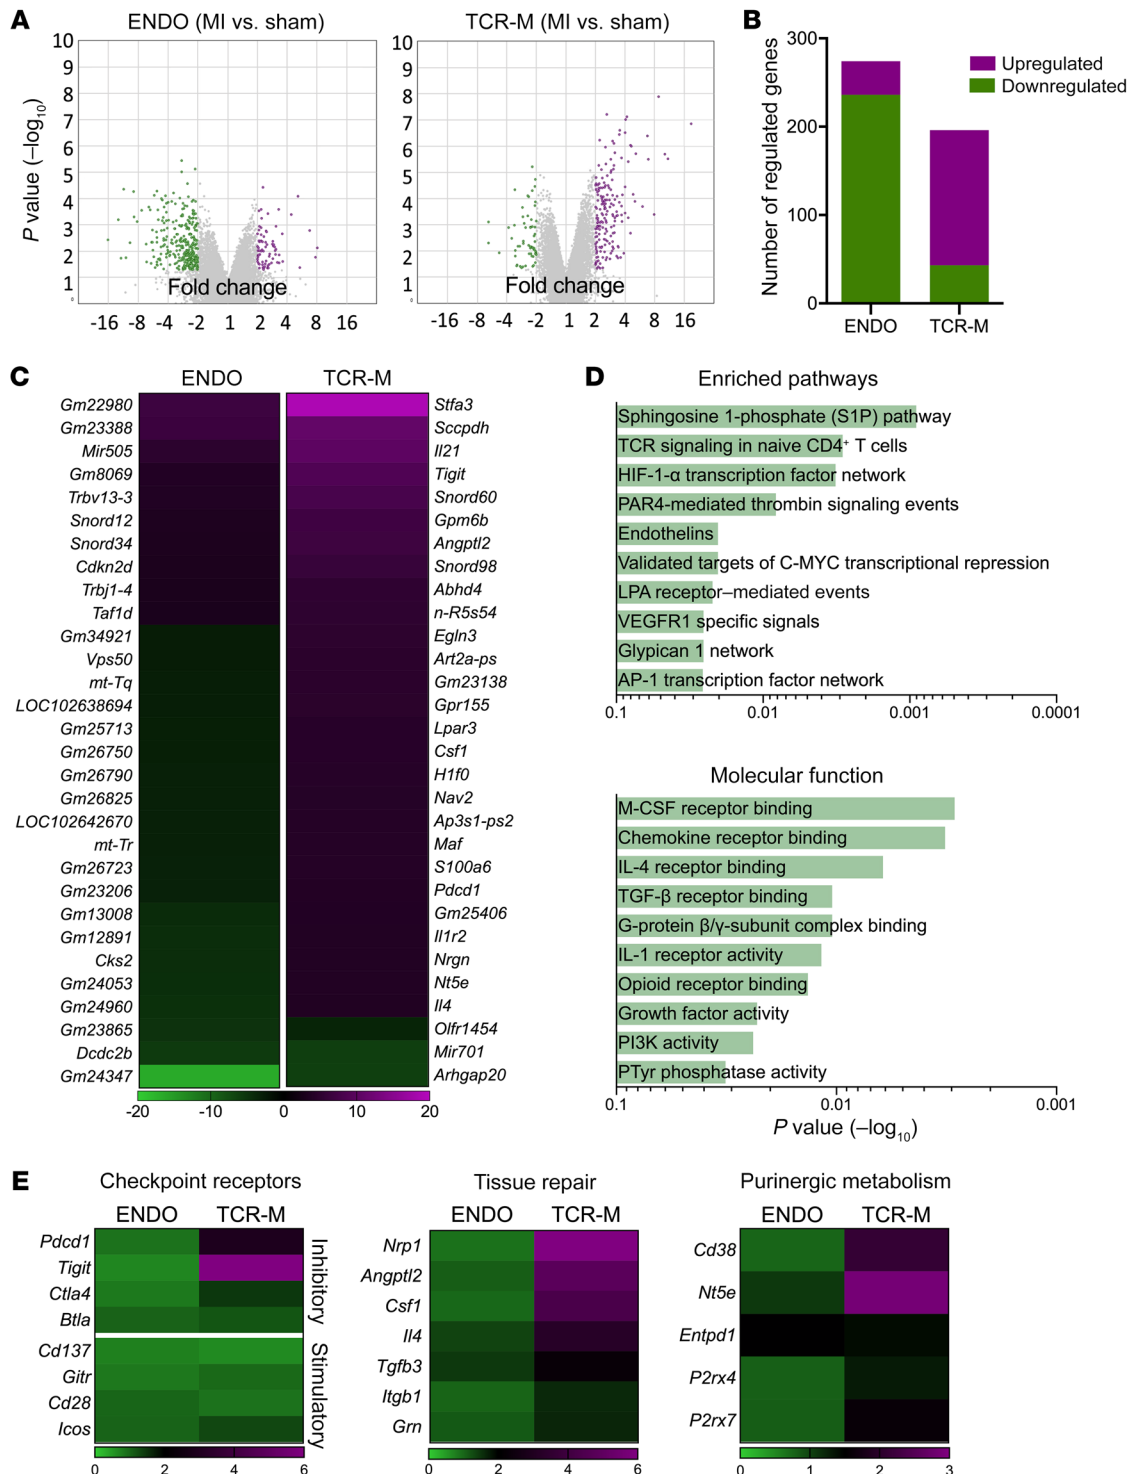 A
ENDO (MI vs. sham)
TCR-M (MI vs. sham)
P value (–log10)
10
9
8
7
6
5
4
3
2
1
0
Fold change
-16 -8 -4 -2 1 2 4 8 16
10
9
8
7
6
5
4
3
2
1
0
Fold change
-16 -8 -4 -2 1 2 4 8 16
B
Number of regulated genes
300
200
100
0
ENDO TCR-M
Upregulated
Downregulated
C
ENDO TCR-M
Gm22980 Stfa3
Gm23388 Sccpdh
Mir505 Il21
Gm8069 Tigit
Trbv13-3 Snord60
Snord12 Gpm6b
Snord34 Angptl2
Cdkn2d Snord98
Trbj1-4 Abhd4
Taf1d n-R5s54
Gm34921 Egln3
Vps50 Art2a-ps
mt-Tq Gm23138
LOC102638694 Gpr155
Gm25713 Lpar3
Gm26750 Csf1
Gm26790 H1f0
Gm26825 Nav2
LOC102642670 Ap3s1-ps2
mt-Tr Maf
Gm26723 S100a6
Gm23206 Pdcd1
Gm13008 Gm25406
Gm12891 Il1r2
Cks2 Nrgn
Gm24053 Nt5e
Gm24960 Il4
Gm23865 Olfr1454
Dcdc2b Mir701
Gm24347 Arhgap20
-20 -10 0 10 20
D
Enriched pathways
Sphingosine 1-phosphate (S1P) pathway
TCR signaling in naive CD4+ T cells
HIF-1-α transcription factor network
PAR4-mediated thrombin signaling events
Endothelins
Validated targets of C-MYC transcriptional repression
LPA receptor–mediated events
VEGFR1 specific signals
Glypican 1 network
AP-1 transcription factor network
0.1 0.01 0.001 0.0001
Molecular function
M-CSF receptor binding
Chemokine receptor binding
IL-4 receptor binding
TGF-β receptor binding
G-protein β/γ-subunit complex binding
IL-1 receptor activity
Opioid receptor binding
Growth factor activity
PI3K activity
PTyr phosphatase activity
0.1 0.01 0.001
P value (–log10)
E
Checkpoint receptors
ENDO TCR-M
Pdcd1
Tigit
Ctla4
Btla
Cd137
Gitr
Cd28
Icos
Inhibitory
Stimulatory
0 2 4 6
Tissue repair
ENDO TCR-M
Nrp1
Angptl2
Csf1
Il4
Tgfb3
Itgb1
Grn
0 2 4 6
Purinergic metabolism
ENDO TCR-M
Cd38
Nt5e
Entpd1
P2rx4
P2rx7
0 1 2 3